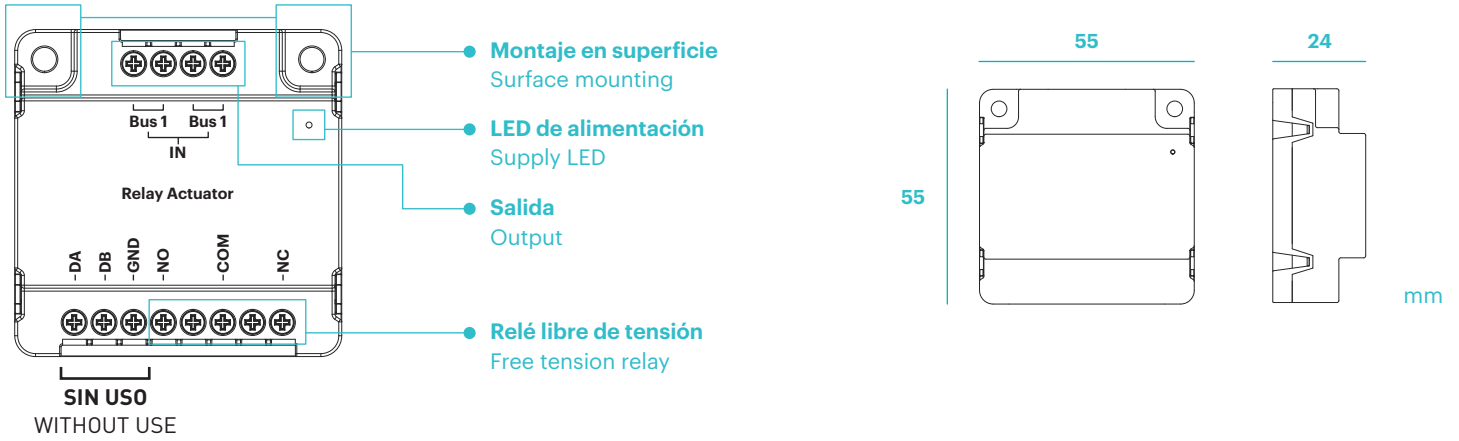 Montaje en superficie
Surface mounting
Bus 1 Bus 1
IN
LED de alimentación
Supply LED
Relay Actuator
Salida
Output
DA
DB
GND
NO
COM
NC
Relé libre de tensión
Free tension relay
SIN USO
WITHOUT USE
55
24
55
mm